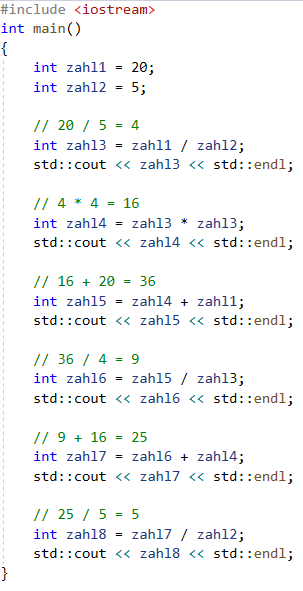 #include <iostream>
int main()
{
    int zahl1 = 20;
    int zahl2 = 5;

    // 20 / 5 = 4
    int zahl3 = zahl1 / zahl2;
    std::cout << zahl3 << std::endl;

    // 4 * 4 = 16
    int zahl4 = zahl3 * zahl3;
    std::cout << zahl4 << std::endl;

    // 16 + 20 = 36
    int zahl5 = zahl4 + zahl1;
    std::cout << zahl5 << std::endl;

    // 36 / 4 = 9
    int zahl6 = zahl5 / zahl3;
    std::cout << zahl6 << std::endl;

    // 9 + 16 = 25
    int zahl7 = zahl6 + zahl4;
    std::cout << zahl7 << std::endl;

    // 25 / 5 = 5
    int zahl8 = zahl7 / zahl2;
    std::cout << zahl8 << std::endl;
}